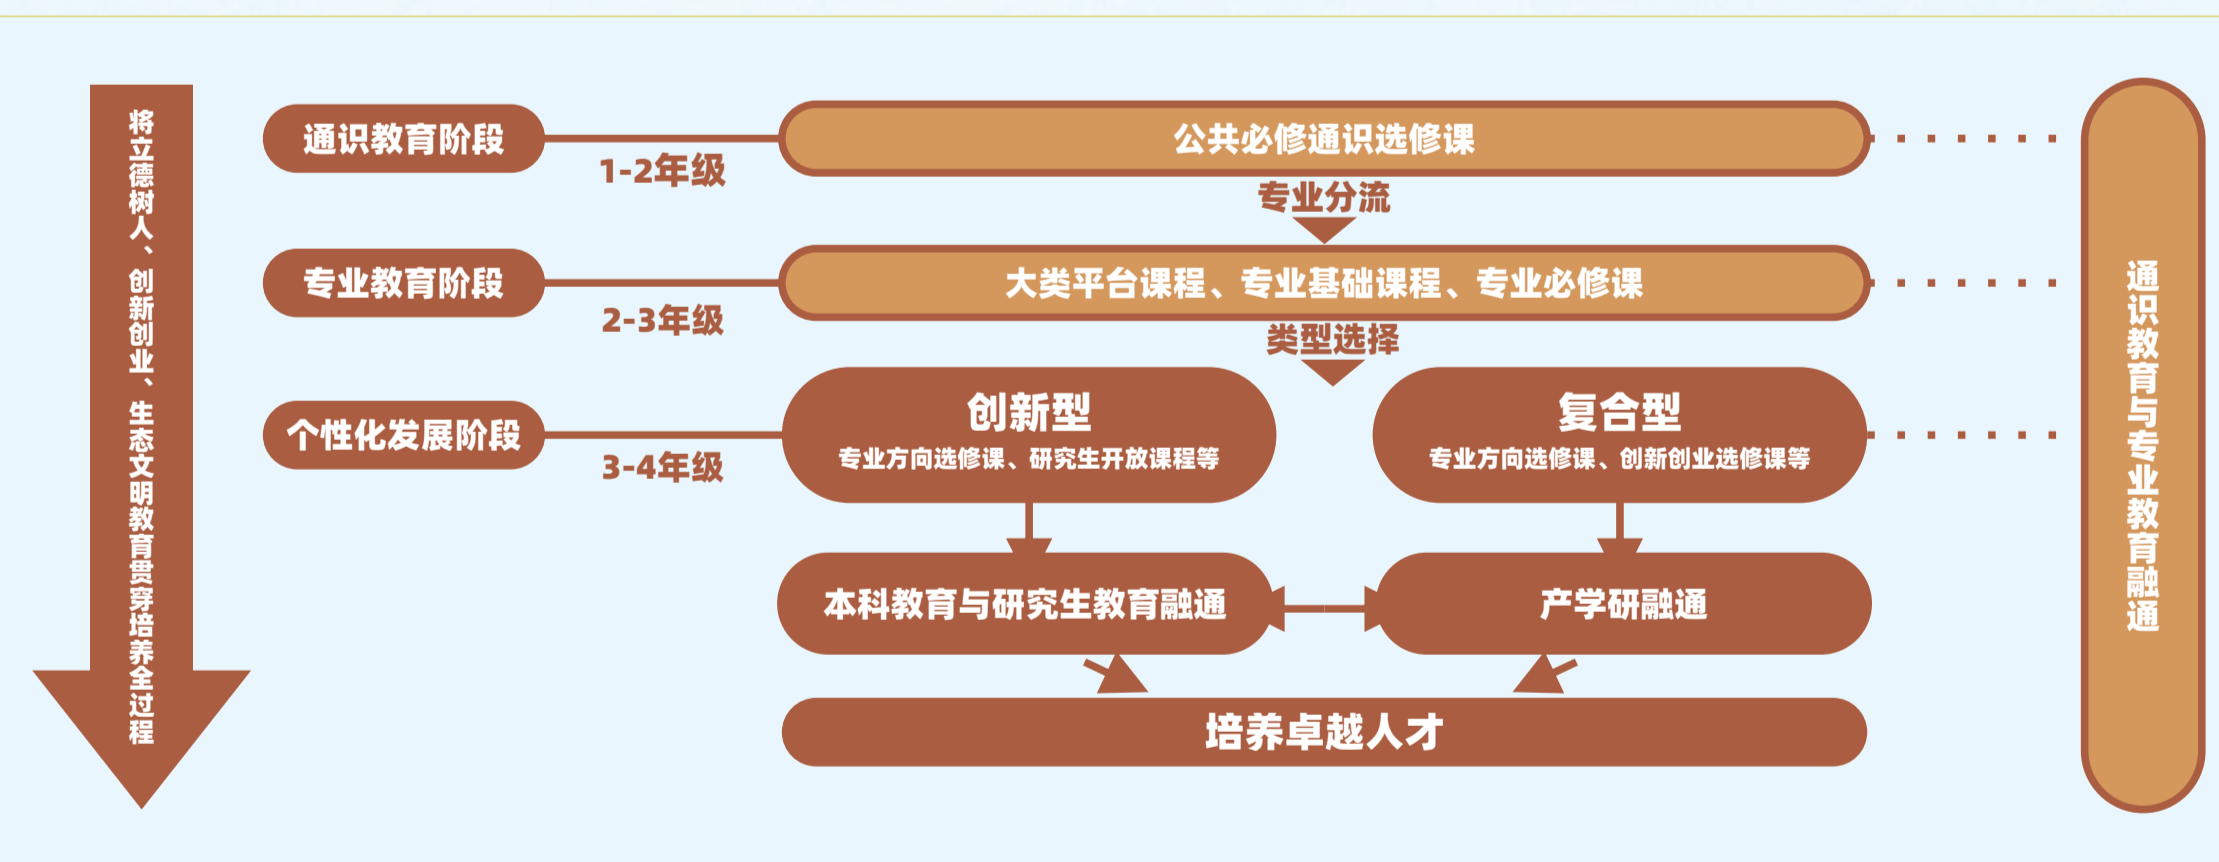 将立德树人、创新创业、生态文明教育贯穿培养全过程
通识教育阶段
1-2年级
公共必修通识选修课
专业分流
专业教育阶段
2-3年级
大类平台课程、专业基础课程、专业必修课
类型选择
个性化发展阶段
3-4年级
创新型
专业方向选修课、研究生开放课程等
复合型
专业方向选修课、创新创业选修课等
本科教育与研究生教育融通
产学研融通
培养卓越人才
通识教育与专业教育融通